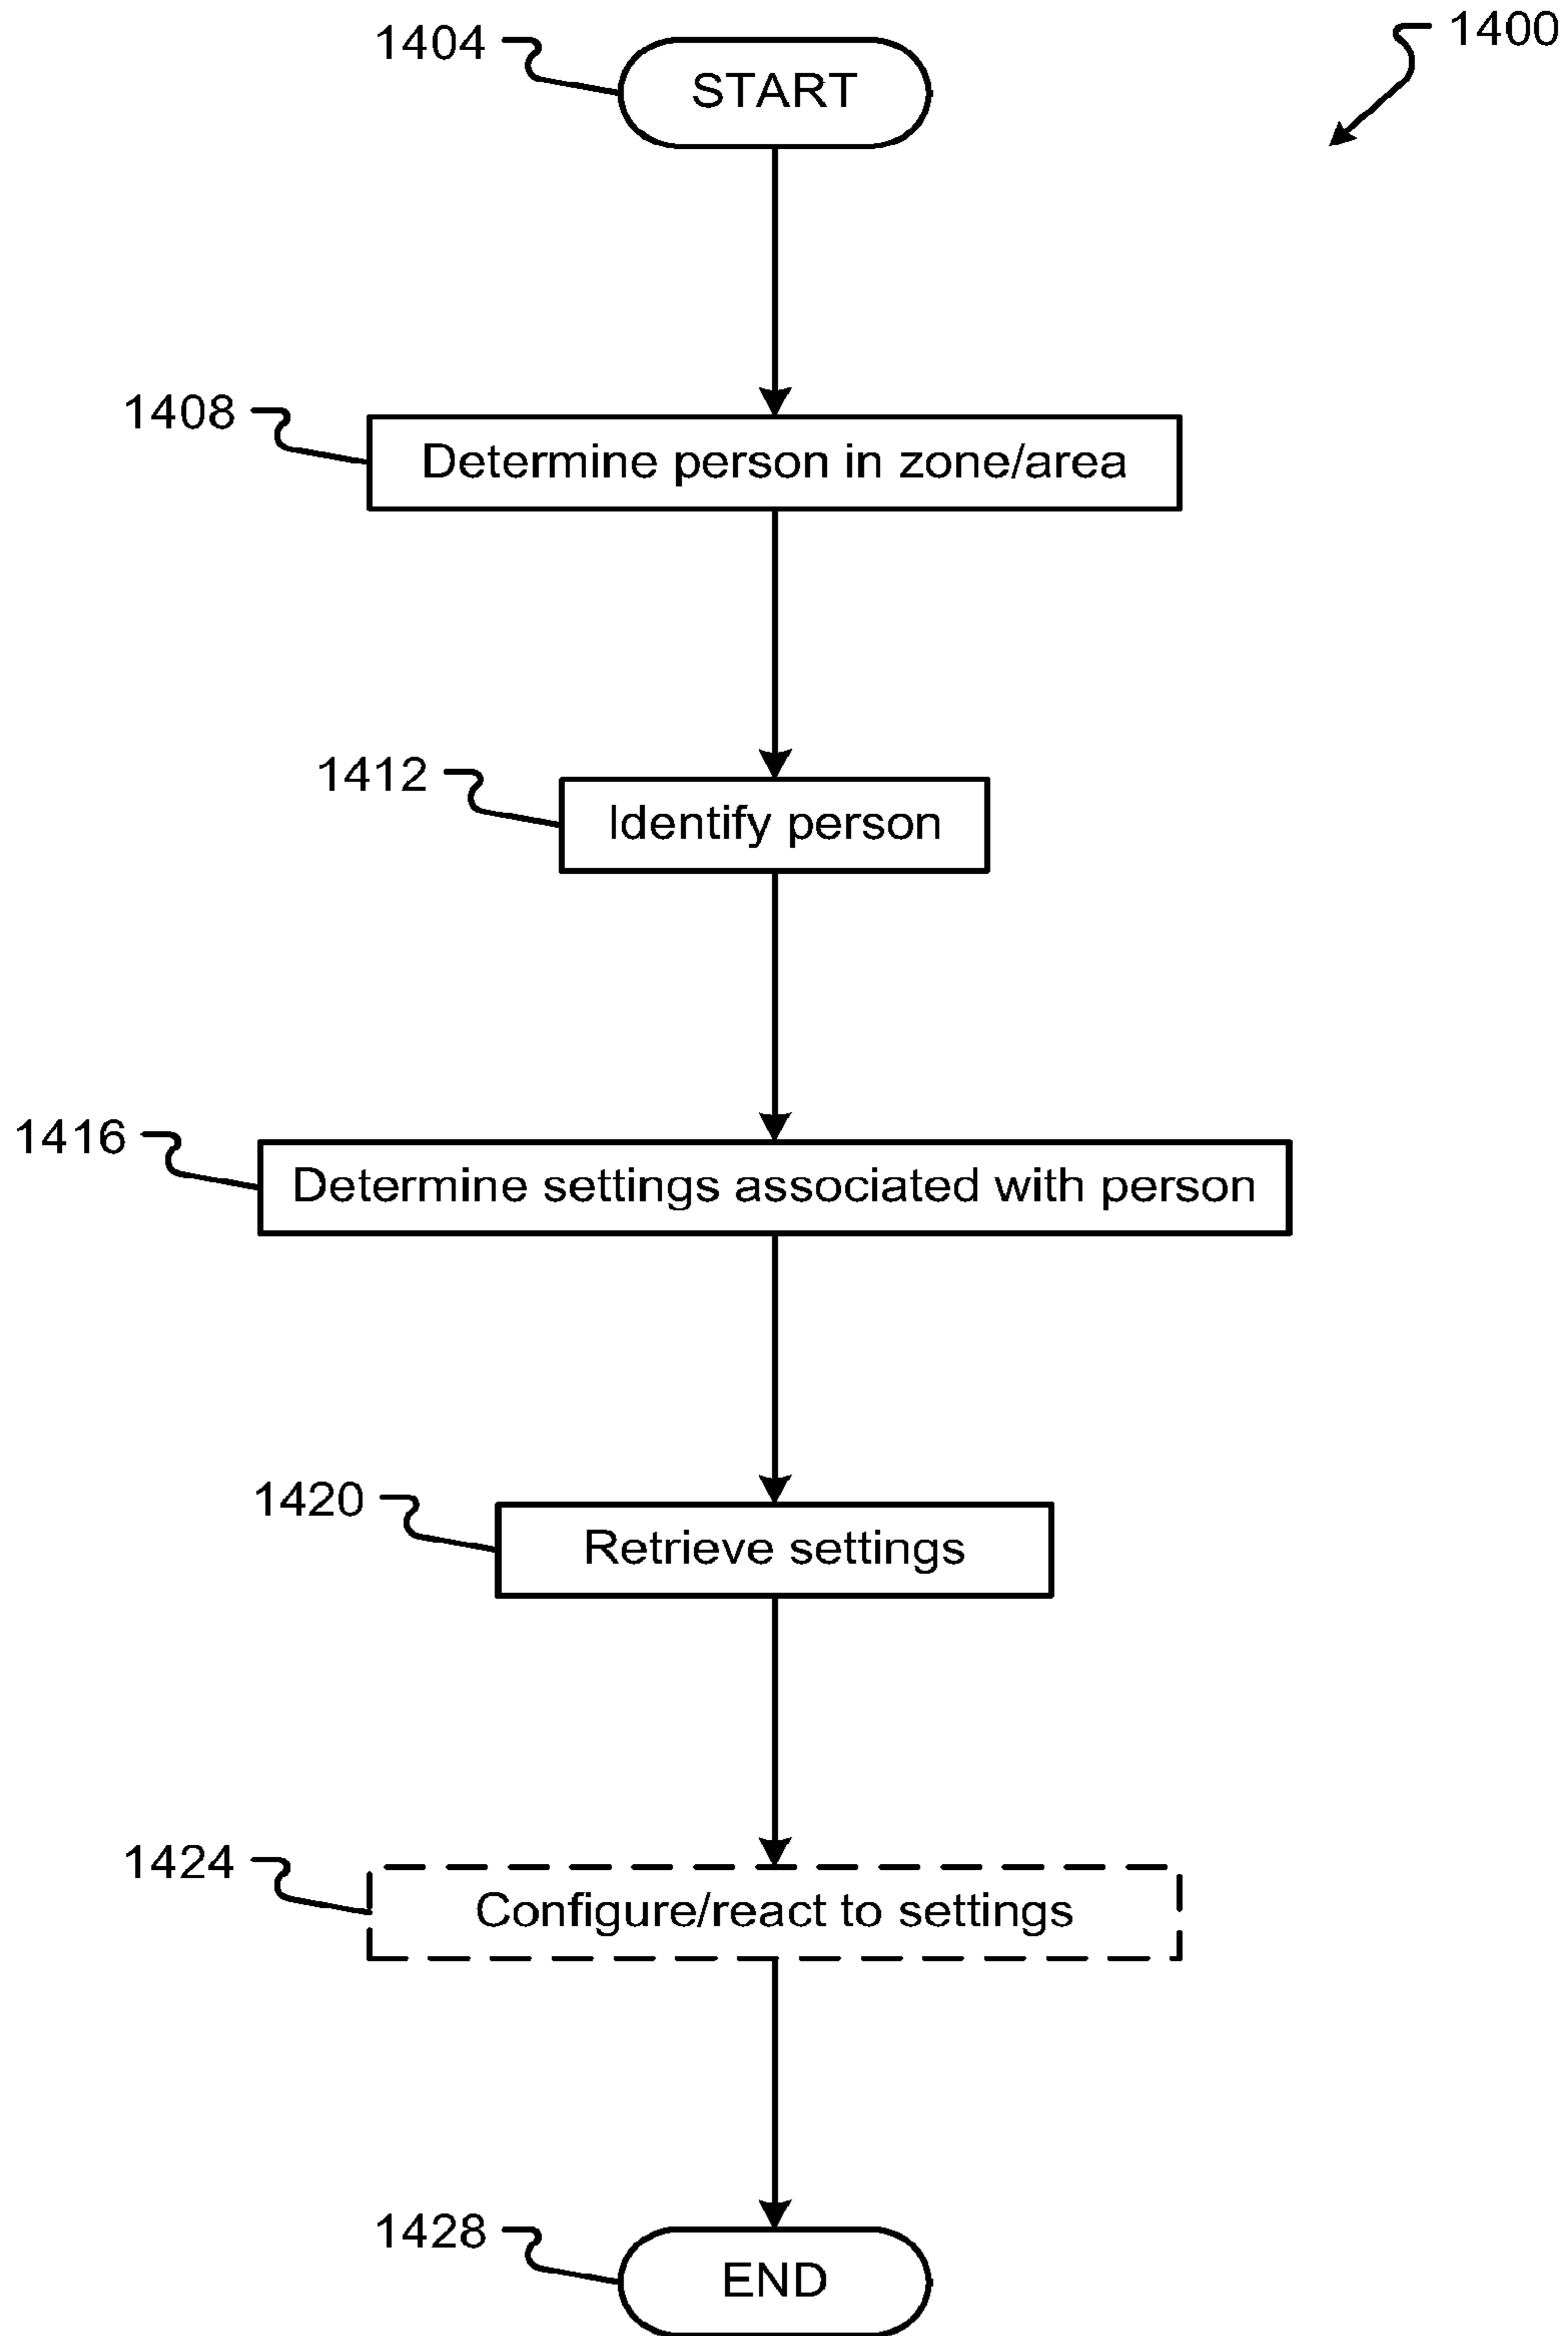 1400
1404
START
1408
Determine person in zone/area
1412
Identify person
1416
Determine settings associated with person
1420
Retrieve settings
1424
Configure/react to settings
1428
END